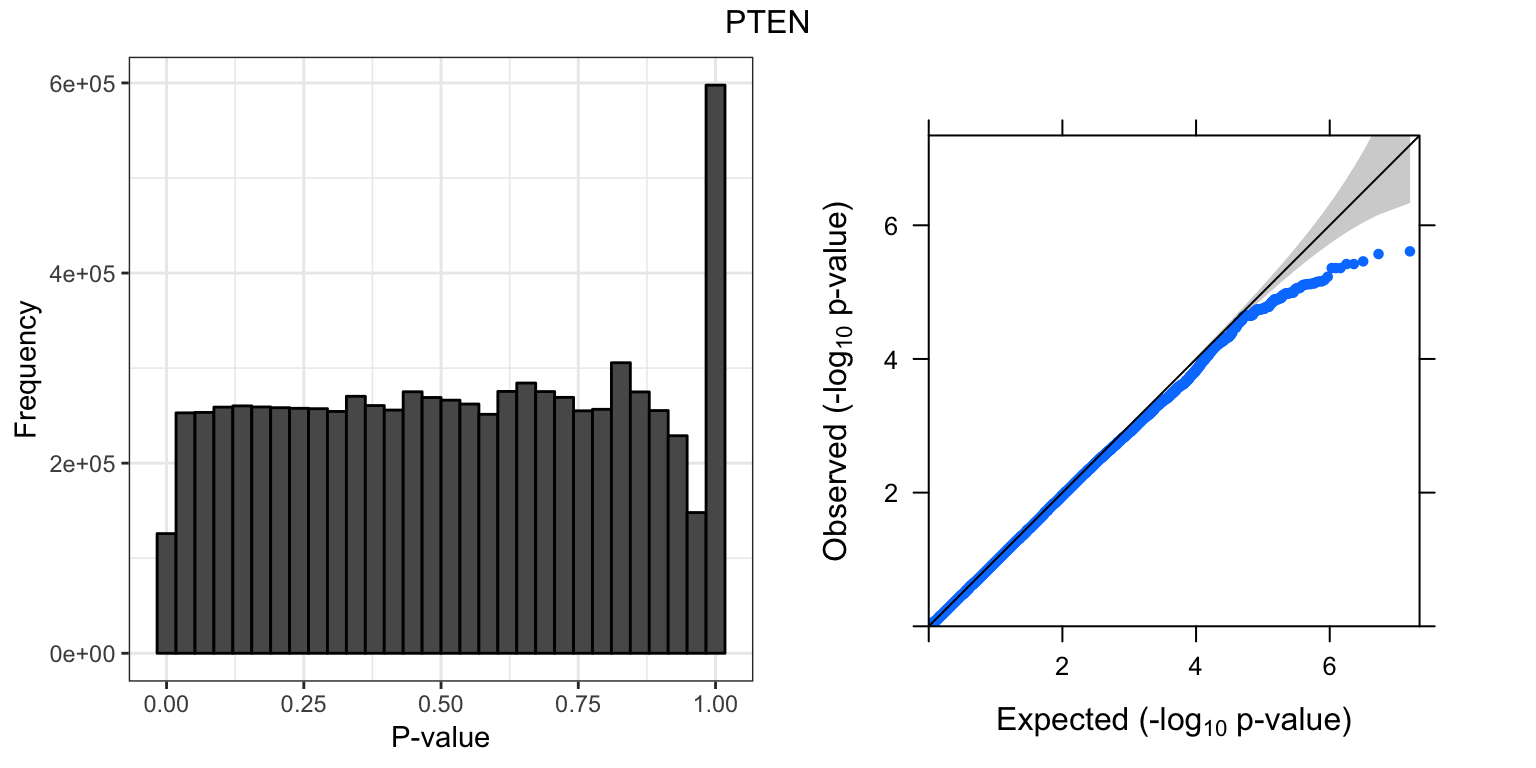 PTEN
6e+05
4e+05
2e+05
0e+00
Frequency
0.00 0.25 0.50 0.75 1.00
P-value
6
4
2
Observed (-log10 p-value)
2 4 6
Expected (-log10 p-value)